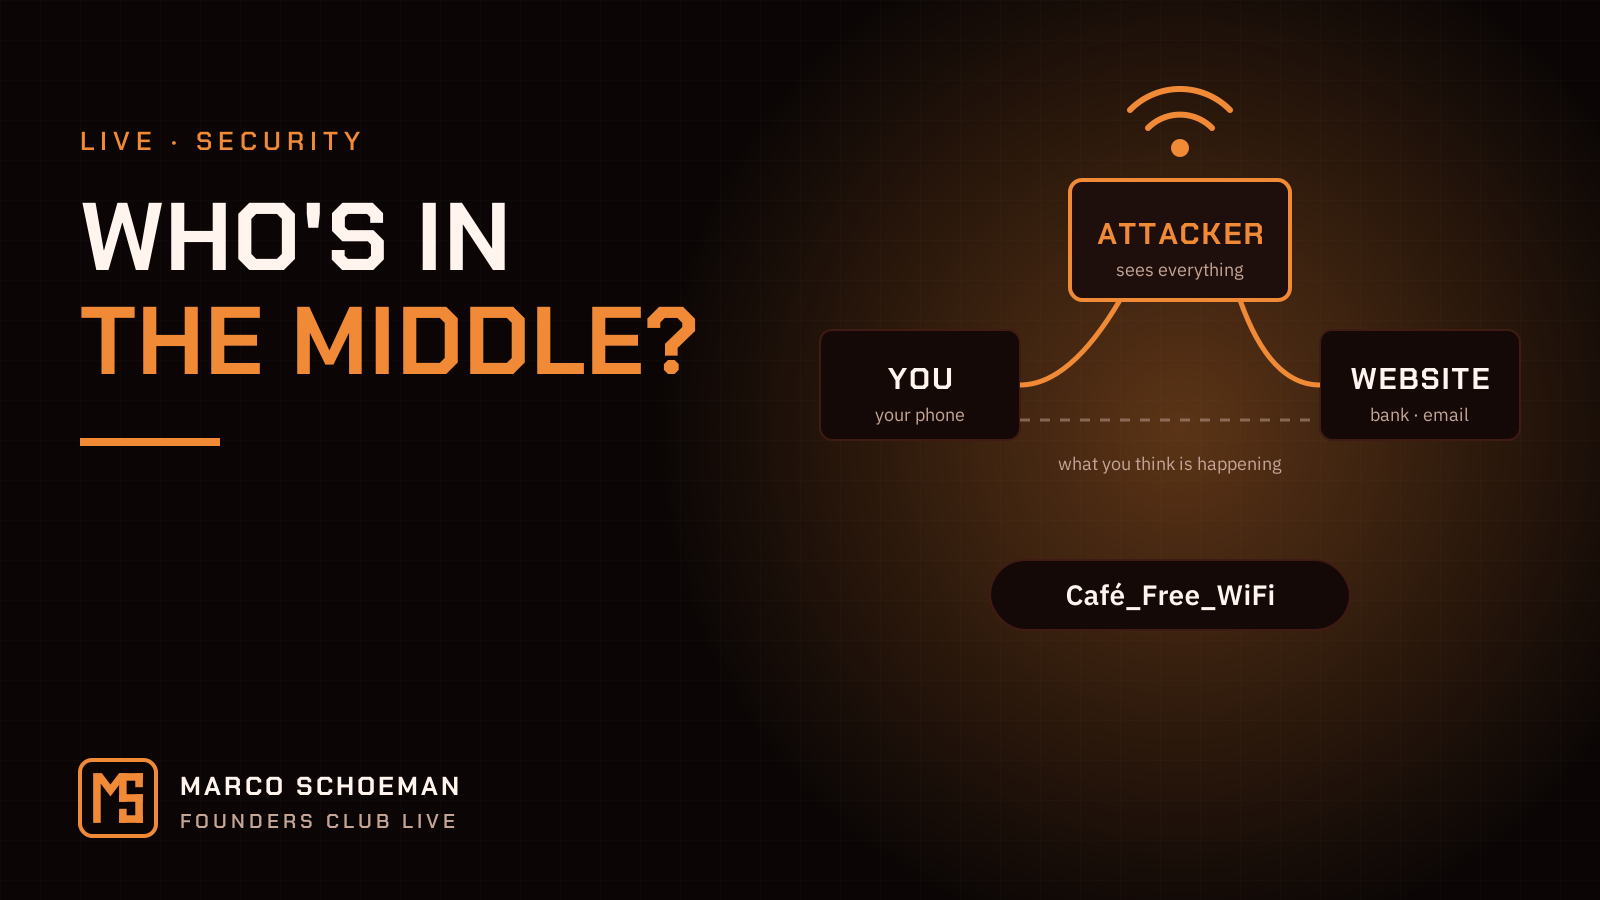 LIVE · SECURITY
WHO'S IN
THE MIDDLE?
ATTACKER
sees everything
YOU
your phone
WEBSITE
bank · email
what you think is happening
Café_Free_WiFi
MS
MARCO SCHOEMAN
FOUNDERS CLUB LIVE